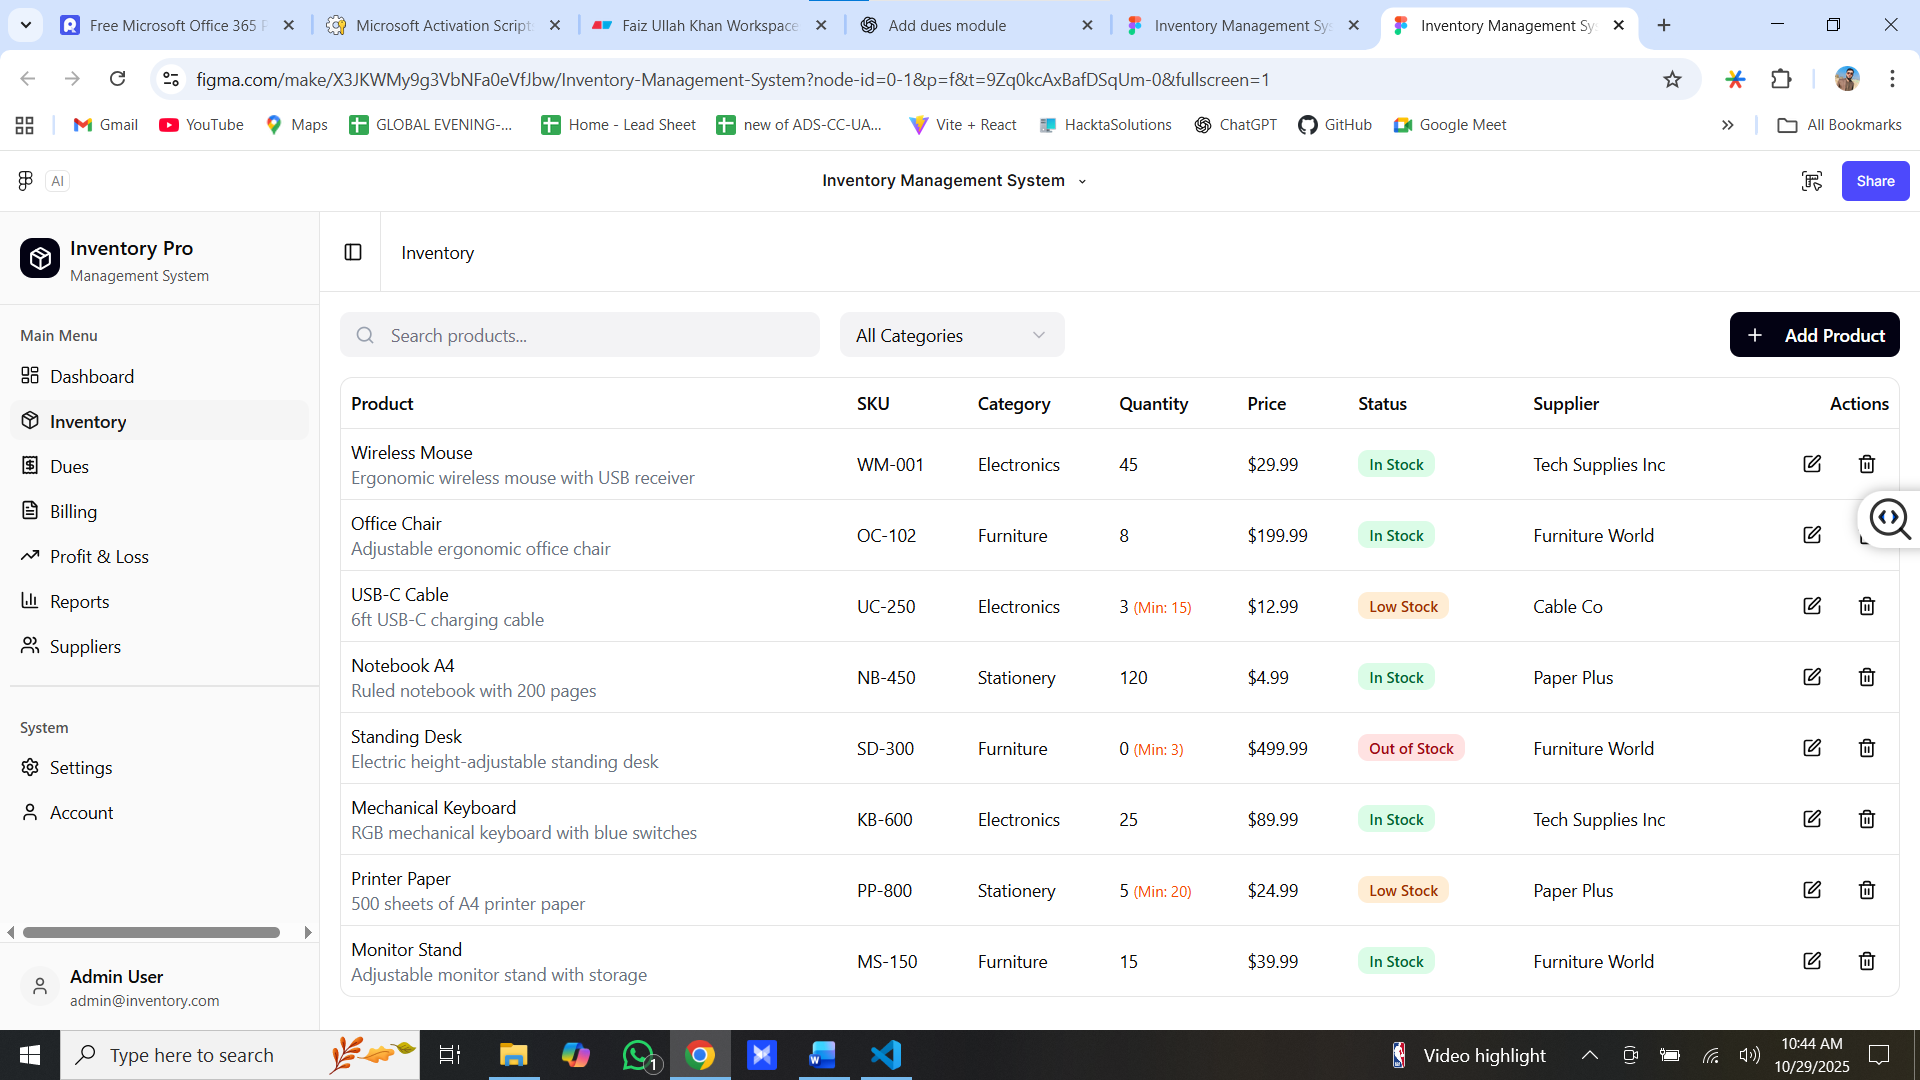 Free Microsoft Office 365 P
Microsoft Activation Scripts
Faiz Ullah Khan Workspace
Add dues module
Inventory Management Sys
Inventory Management Sys
figma.com/make/X3JKWMy9g3VbNFa0eVfJbw/Inventory-Management-System?node-id=0-1&p=f&t=9Zq0kcAxBafDSqUm-0&fullscreen=1
Gmail
YouTube
Maps
GLOBAL EVENING-...
Home - Lead Sheet
new of ADS-CC-UA...
Vite + React
HacktaSolutions
ChatGPT
GitHub
Google Meet
All Bookmarks
AI
Inventory Management System
Share
Inventory Pro
Management System
Main Menu
Dashboard
Inventory
Dues
Billing
Profit & Loss
Reports
Suppliers
System
Settings
Account
Admin User
admin@inventory.com
Inventory
Search products...
All Categories
+ Add Product
Product SKU Category Quantity Price Status Supplier Actions
Wireless Mouse
Ergonomic wireless mouse with USB receiver
WM-001 Electronics 45 $29.99 In Stock Tech Supplies Inc
Office Chair
Adjustable ergonomic office chair
OC-102 Furniture 8 $199.99 In Stock Furniture World
USB-C Cable
6ft USB-C charging cable
UC-250 Electronics 3 (Min: 15) $12.99 Low Stock Cable Co
Notebook A4
Ruled notebook with 200 pages
NB-450 Stationery 120 $4.99 In Stock Paper Plus
Standing Desk
Electric height-adjustable standing desk
SD-300 Furniture 0 (Min: 3) $499.99 Out of Stock Furniture World
Mechanical Keyboard
RGB mechanical keyboard with blue switches
KB-600 Electronics 25 $89.99 In Stock Tech Supplies Inc
Printer Paper
500 sheets of A4 printer paper
PP-800 Stationery 5 (Min: 20) $24.99 Low Stock Paper Plus
Monitor Stand
Adjustable monitor stand with storage
MS-150 Furniture 15 $39.99 In Stock Furniture World
Type here to search
1
Video highlight
10:44 AM
10/29/2025